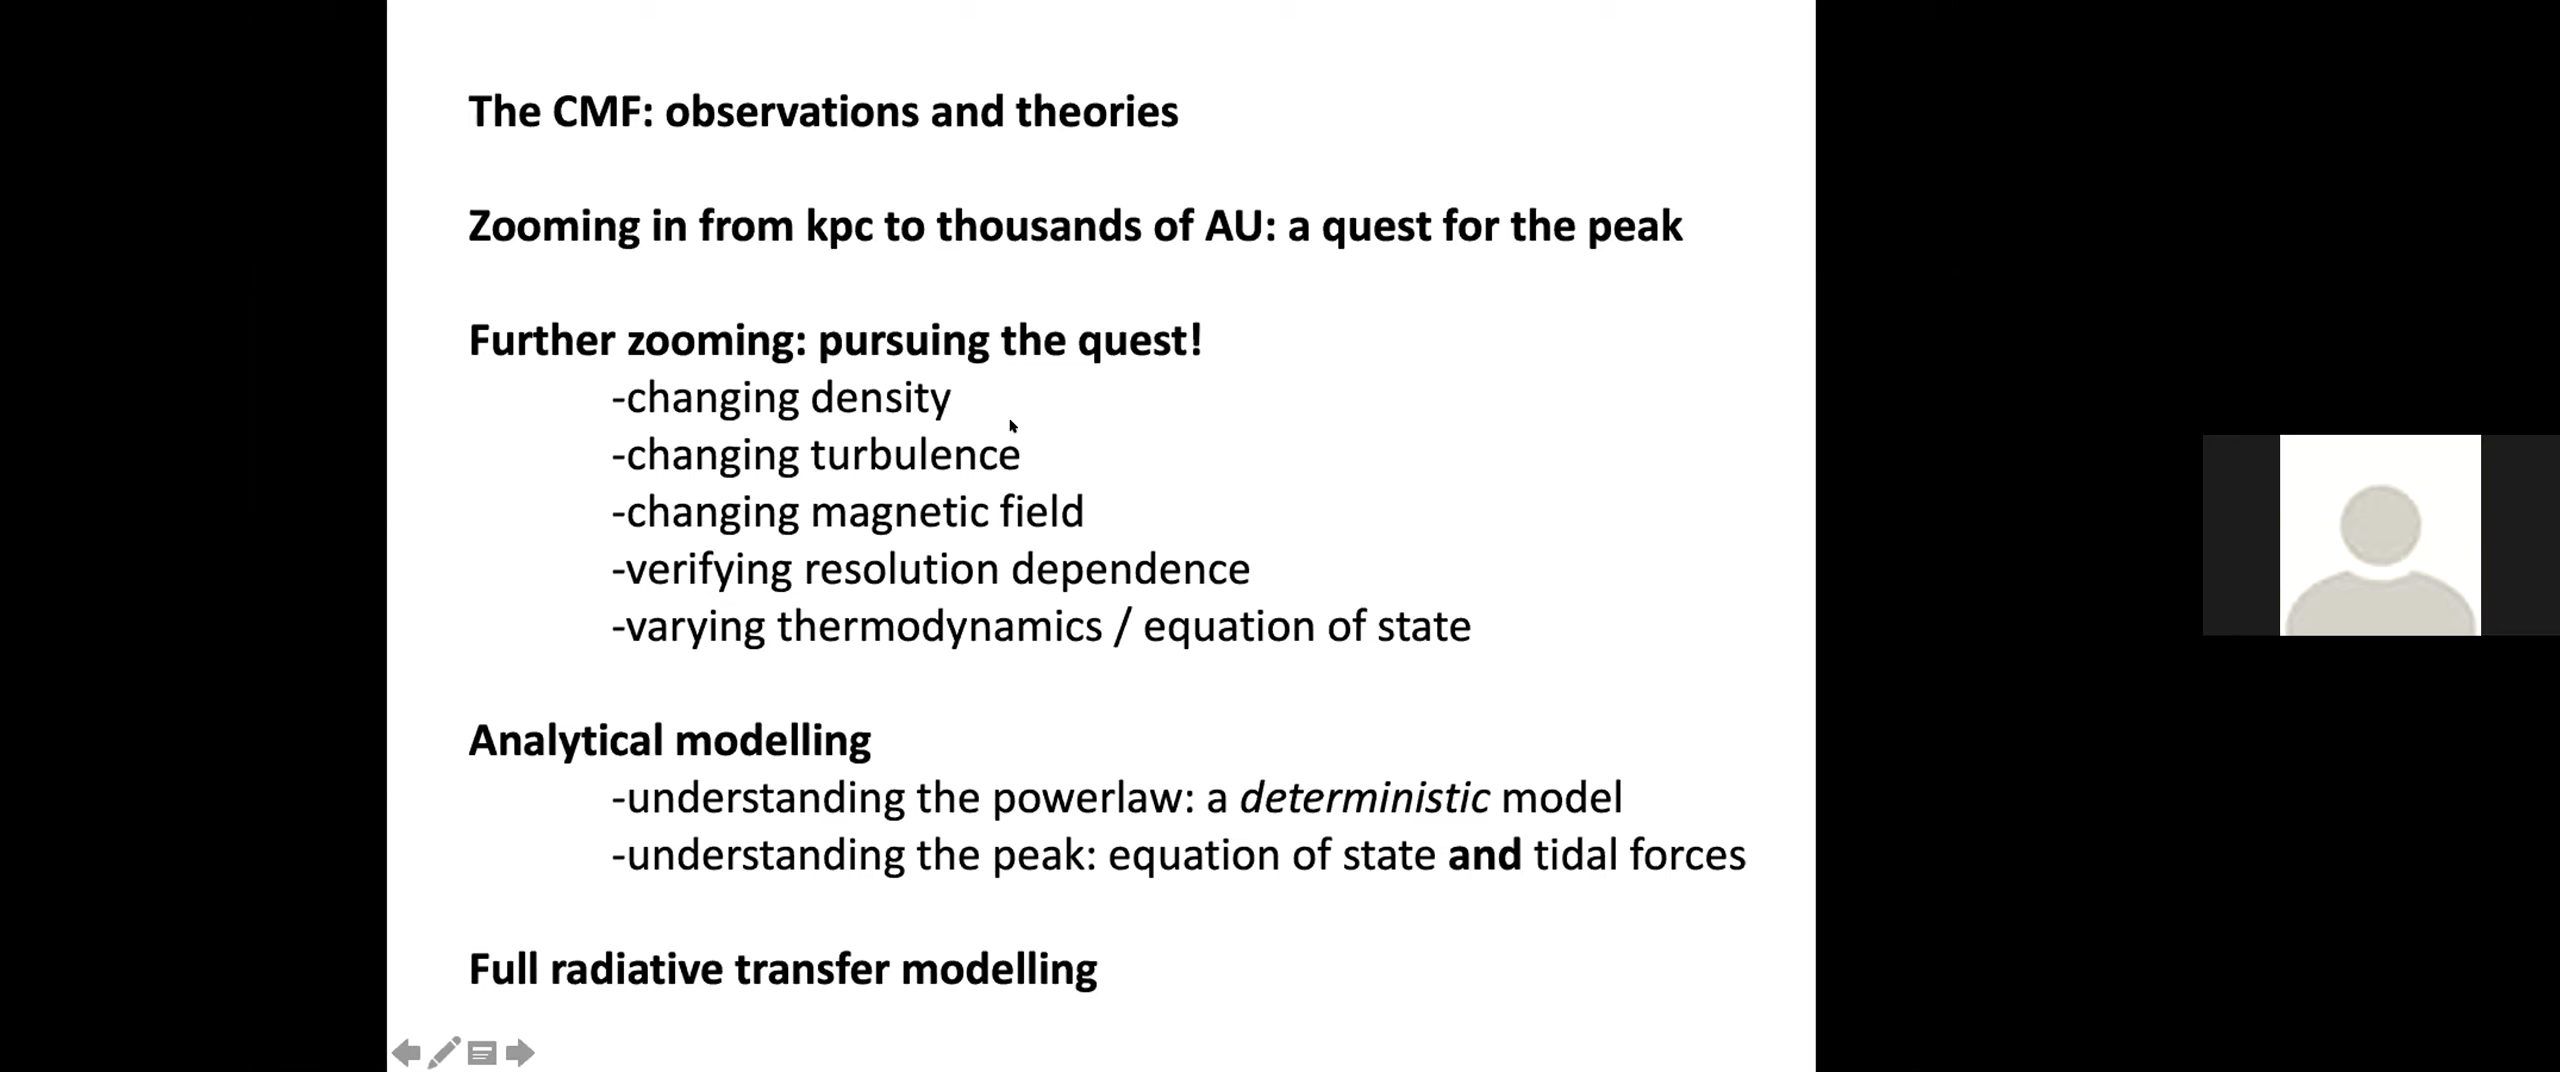 The CMF: observations and theories
Zooming in from kpc to thousands of AU: a quest for the peak
Further zooming: pursuing the quest!
-changing density
-changing turbulence
-changing magnetic field
-verifying resolution dependence
-varying thermodynamics / equation of state
Analytical modelling
-understanding the powerlaw: a deterministic model
-understanding the peak: equation of state and tidal forces
Full radiative transfer modelling